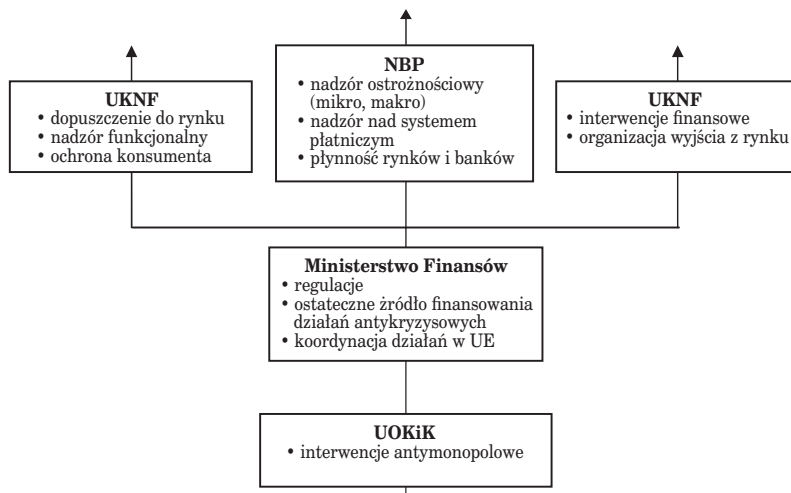 UKNF
• dopuszczenie do rynku
• nadzór funkcjonalny
• ochrona konsumenta
NBP
• nadzór ostrożnościowy
(mikro, makro)
• nadzór nad systemem
płatniczym
• płynność rynków i banków
UKNF
• interwencje finansowe
• organizacja wyjścia z rynku
Ministerstwo Finansów
• regulacje
• ostateczne żródło finansowania
działań antykryzysowych
• koordynacja działań w UE
UOKiK
• interwencje antymonopolowe